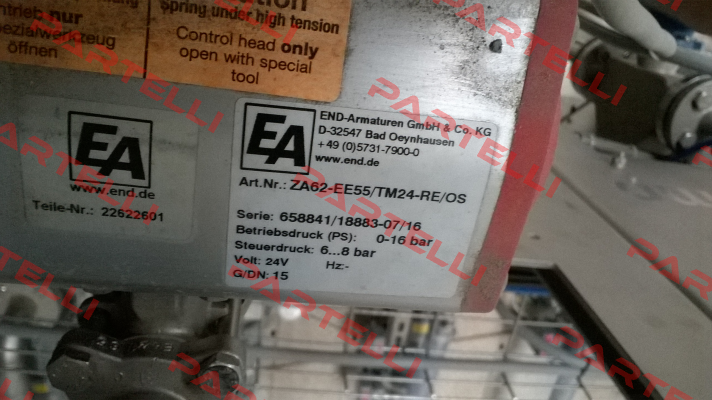 ntrieb nur
ezialwerkzeug
öffnen
Spring under high tension
Control head only
open with special
tool
EA
www.end.de
Teile-Nr.: 22622601
EA
END-Armaturen GmbH & Co. KG
D-32547 Bad Oeynhausen
+49 (0)5731-7900-0
www.end.de
Art.Nr.: ZA62-EE55/TM24-RE/OS
Serie: 658841/18883-07/16
Betriebsdruck (PS): 0-16 bar
Steuerdruck: 6...8 bar
Volt: 24V Hz:-
G/DN: 15
PARTELLI